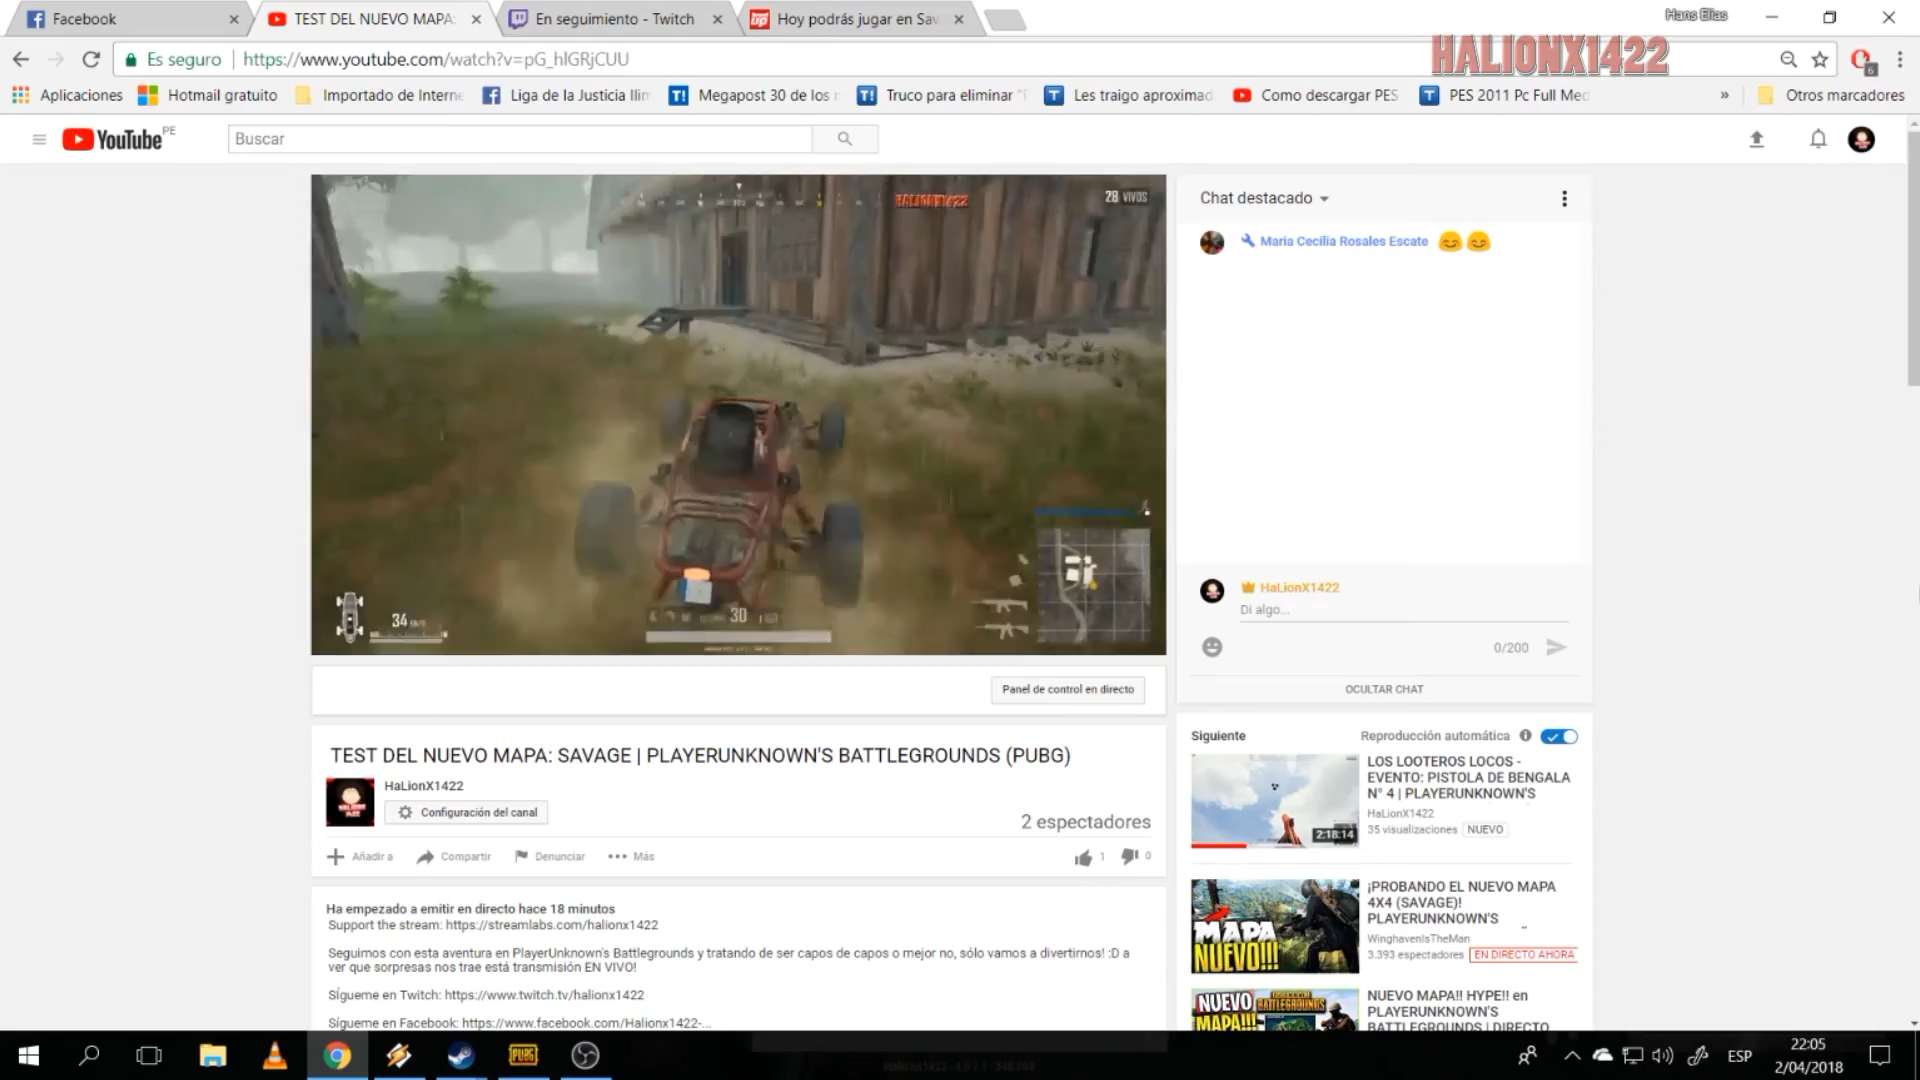 Facebook
TEST DEL NUEVO MAPA:
En seguimiento - Twitch
Hoy podrás jugar en Sav
Hans Elias
Es seguro
https://www.youtube.com/watch?v=pG_hlGRjCUU
HALIONX1422
6
Aplicaciones
Hotmail gratuito
Importado de Interne
Liga de la Justicia Ilim
Megapost 30 de los n
Truco para eliminar "
Les traigo aproximad
Como descargar PES
PES 2011 Pc Full Med
»
Otros marcadores
YouTube PE
Buscar
HALIONX1422
28 VIVOS
34
30
Chat destacado
Maria Cecilia Rosales Escate
HaLionX1422
Di algo...
0/200
OCULTAR CHAT
Panel de control en directo
TEST DEL NUEVO MAPA: SAVAGE | PLAYERUNKNOWN'S BATTLEGROUNDS (PUBG)
HaLionX1422
Configuración del canal
2 espectadores
Añadir a
Compartir
Denunciar
Más
1
0
Ha empezado a emitir en directo hace 18 minutos
Support the stream: https://streamlabs.com/halionx1422
Seguimos con esta aventura en PlayerUnknown's Battlegrounds y tratando de ser capos de capos o mejor no, sólo vamos a divertirnos! :D a
ver que sorpresas nos trae está transmisión EN VIVO!
Sígueme en Twitch: https://www.twitch.tv/halionx1422
Sígueme en Facebook: https://www.facebook.com/Halionx1422-...
Siguiente
Reproducción automática
LOS LOOTEROS LOCOS -
EVENTO: PISTOLA DE BENGALA
N° 4 | PLAYERUNKNOWN'S
HaLionX1422
35 visualizaciones
NUEVO
2:18:14
MAPA
NUEVO!!!
¡PROBANDO EL NUEVO MAPA
4X4 (SAVAGE)!
PLAYERUNKNOWN'S
WinghavenIsTheMan
3.393 espectadores
EN DIRECTO AHORA
NUEVO
MAPA!!!
BATTLEGROUNDS
NUEVO MAPA!! HYPE!! en
PLAYERUNKNOWN'S
BATTLEGROUNDS | DIRECTO
PUBG
ESP
22:05
2/04/2018